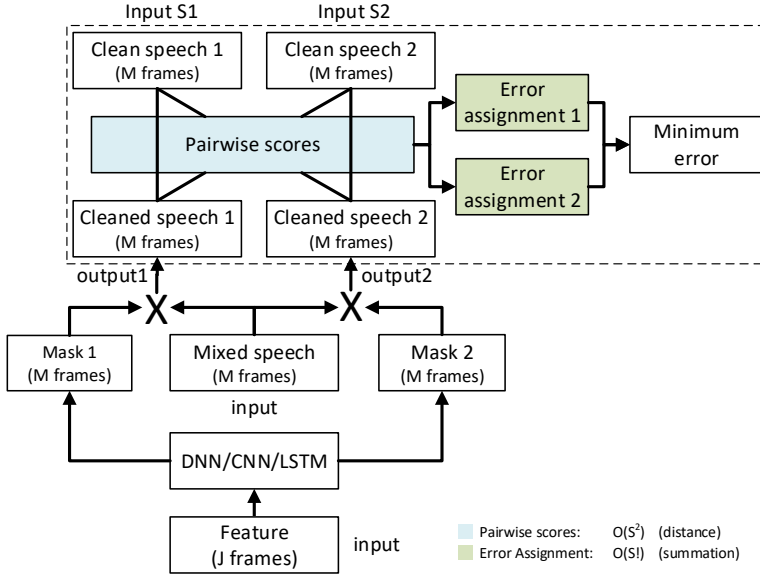 Input S1 Input S2
Clean speech 1
(M frames)
Clean speech 2
(M frames)
Pairwise scores
Error
assignment 1
Error
assignment 2
Minimum
error
Cleaned speech 1
(M frames)
Cleaned speech 2
(M frames)
output1
output2
X
X
Mask 1
(M frames)
Mixed speech
(M frames)
Mask 2
(M frames)
input
DNN/CNN/LSTM
Feature
(J frames)
input
Pairwise scores: O(S²) (distance)
Error Assignment: O(S!) (summation)